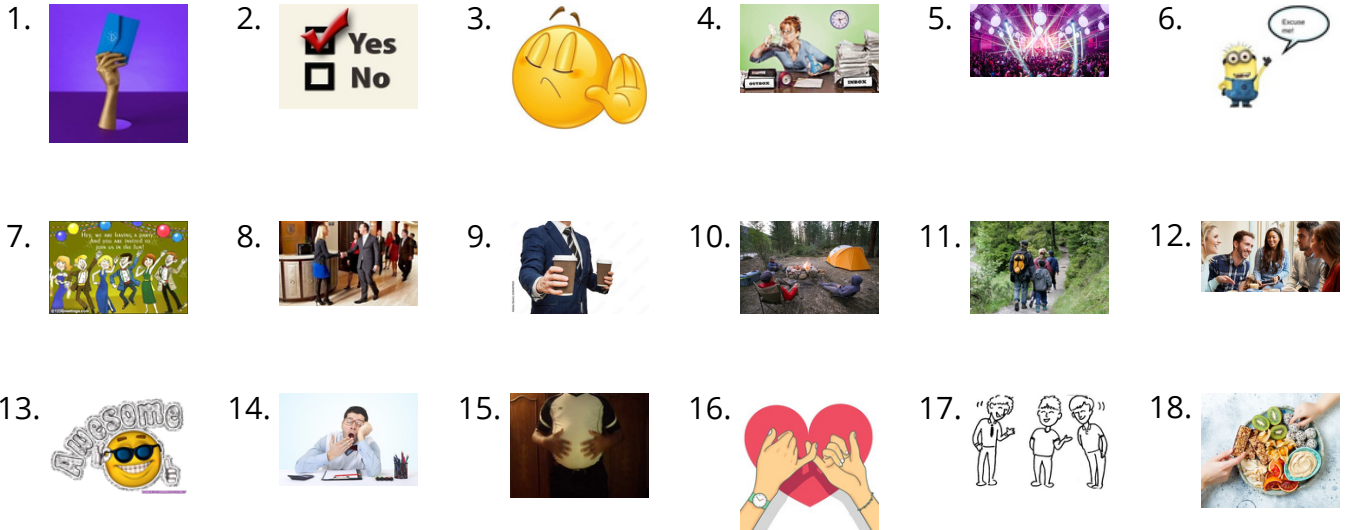 1.
2.
Yes
No
3.
4.
OUTBOX
INBOX
5.
6.
Excuse
me!
7.
Hey, we are having a party,
And you are invited to
join us in the fun!
8.
9.
10.
11.
12.
13.
Awesome
14.
15.
16.
17.
18.